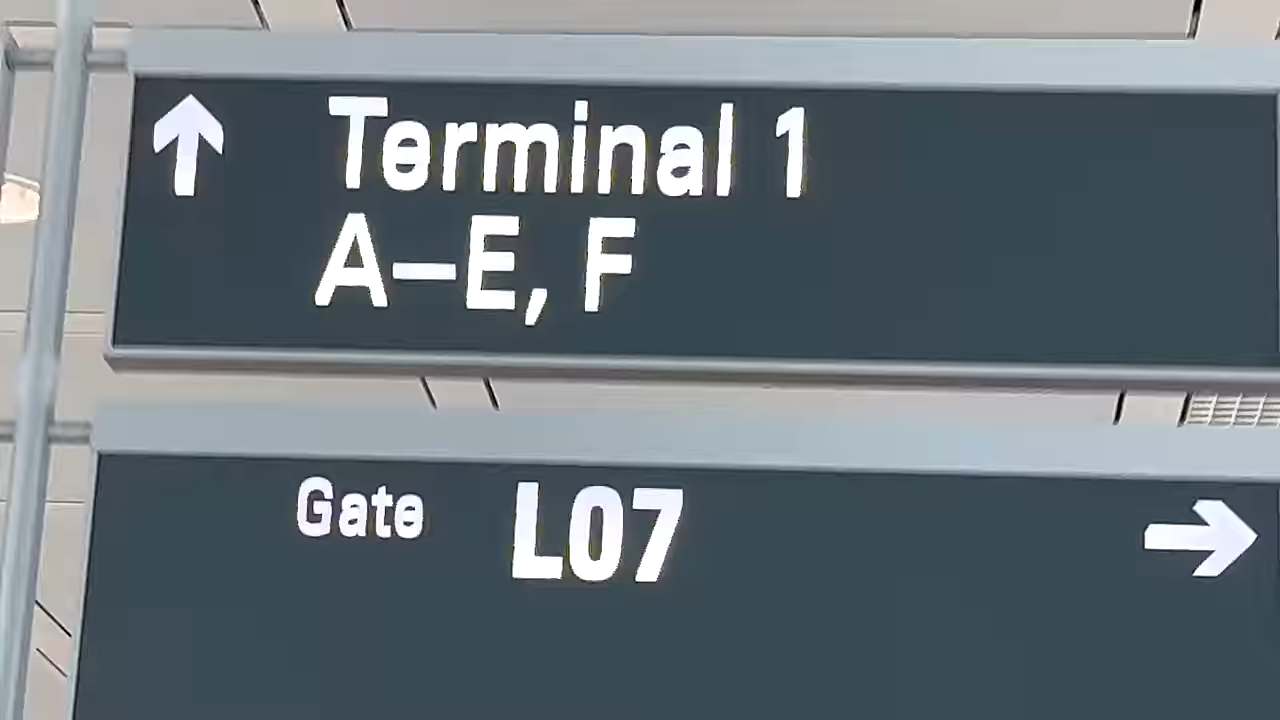 Terminal 1
A–E, F
Gate L07